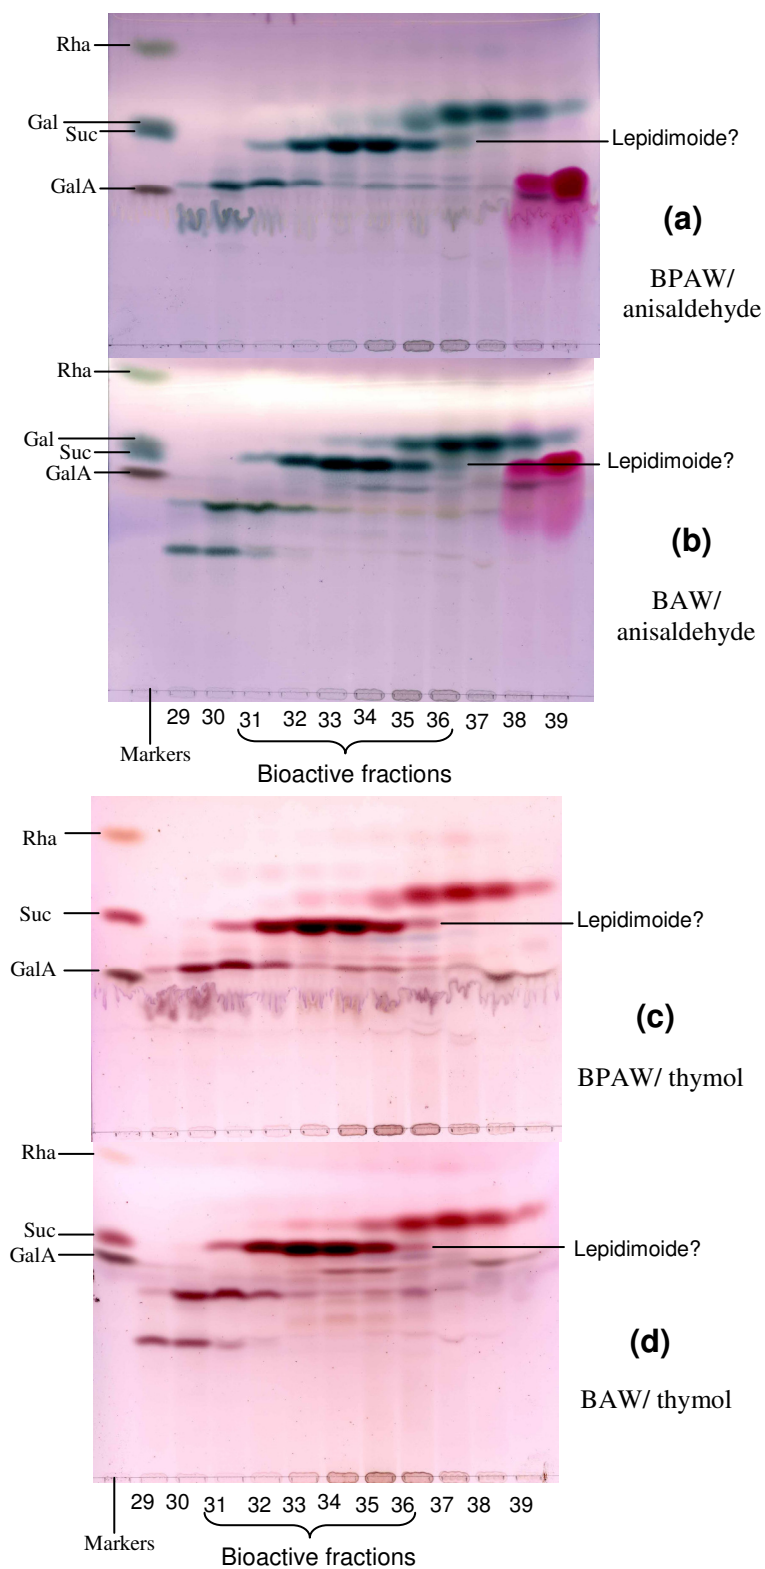 Rha
Gal
Suc
GalA
Lepidimoide?
(a)
BPAW/
anisaldehyde
Rha
Gal
Suc
GalA
Lepidimoide?
(b)
BAW/
anisaldehyde
29 30 31 32 33 34 35 36 37 38 39
Markers
Bioactive fractions
Rha
Suc
GalA
Lepidimoide?
(c)
BPAW/ thymol
Rha
Suc
GalA
Lepidimoide?
(d)
BAW/ thymol
29 30 31 32 33 34 35 36 37 38 39
Markers
Bioactive fractions